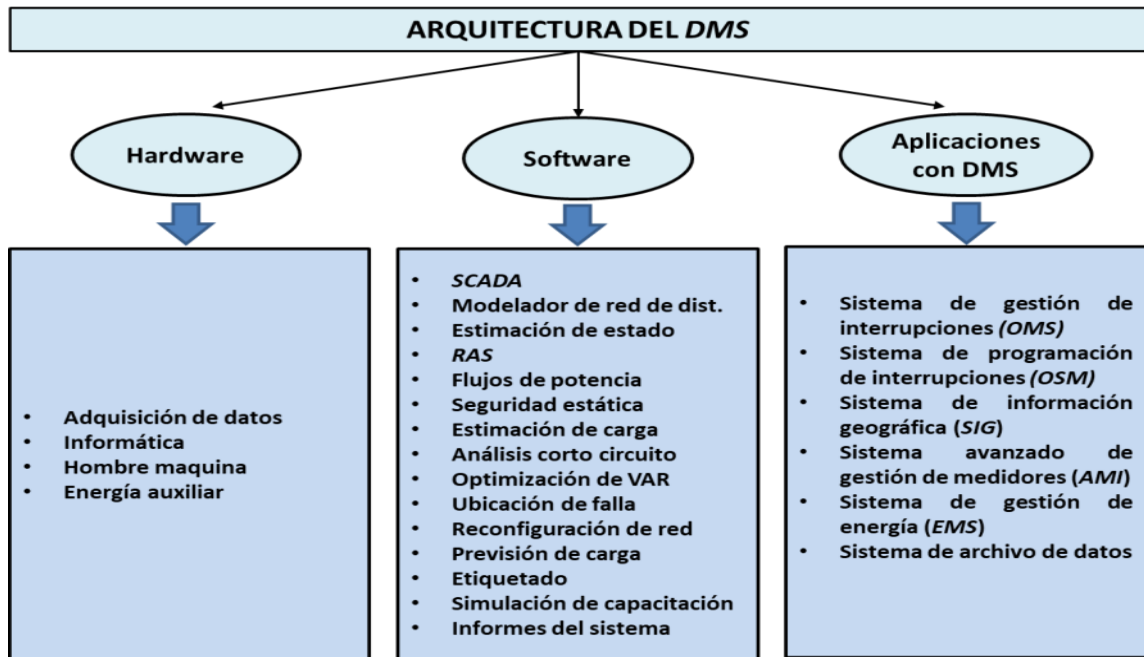 ARQUITECTURA DEL DMS
Hardware
Software
Aplicaciones
con DMS
• Adquisición de datos
• Informática
• Hombre maquina
• Energía auxiliar
• SCADA
• Modelador de red de dist.
• Estimación de estado
• RAS
• Flujos de potencia
• Seguridad estática
• Estimación de carga
• Análisis corto circuito
• Optimización de VAR
• Ubicación de falla
• Reconfiguración de red
• Previsión de carga
• Etiquetado
• Simulación de capacitación
• Informes del sistema
• Sistema de gestión de
interrupciones (OMS)
• Sistema de programación
de interrupciones (OSM)
• Sistema de información
geográfica (SIG)
• Sistema avanzado de
gestión de medidores (AMI)
• Sistema de gestión de
energía (EMS)
• Sistema de archivo de datos